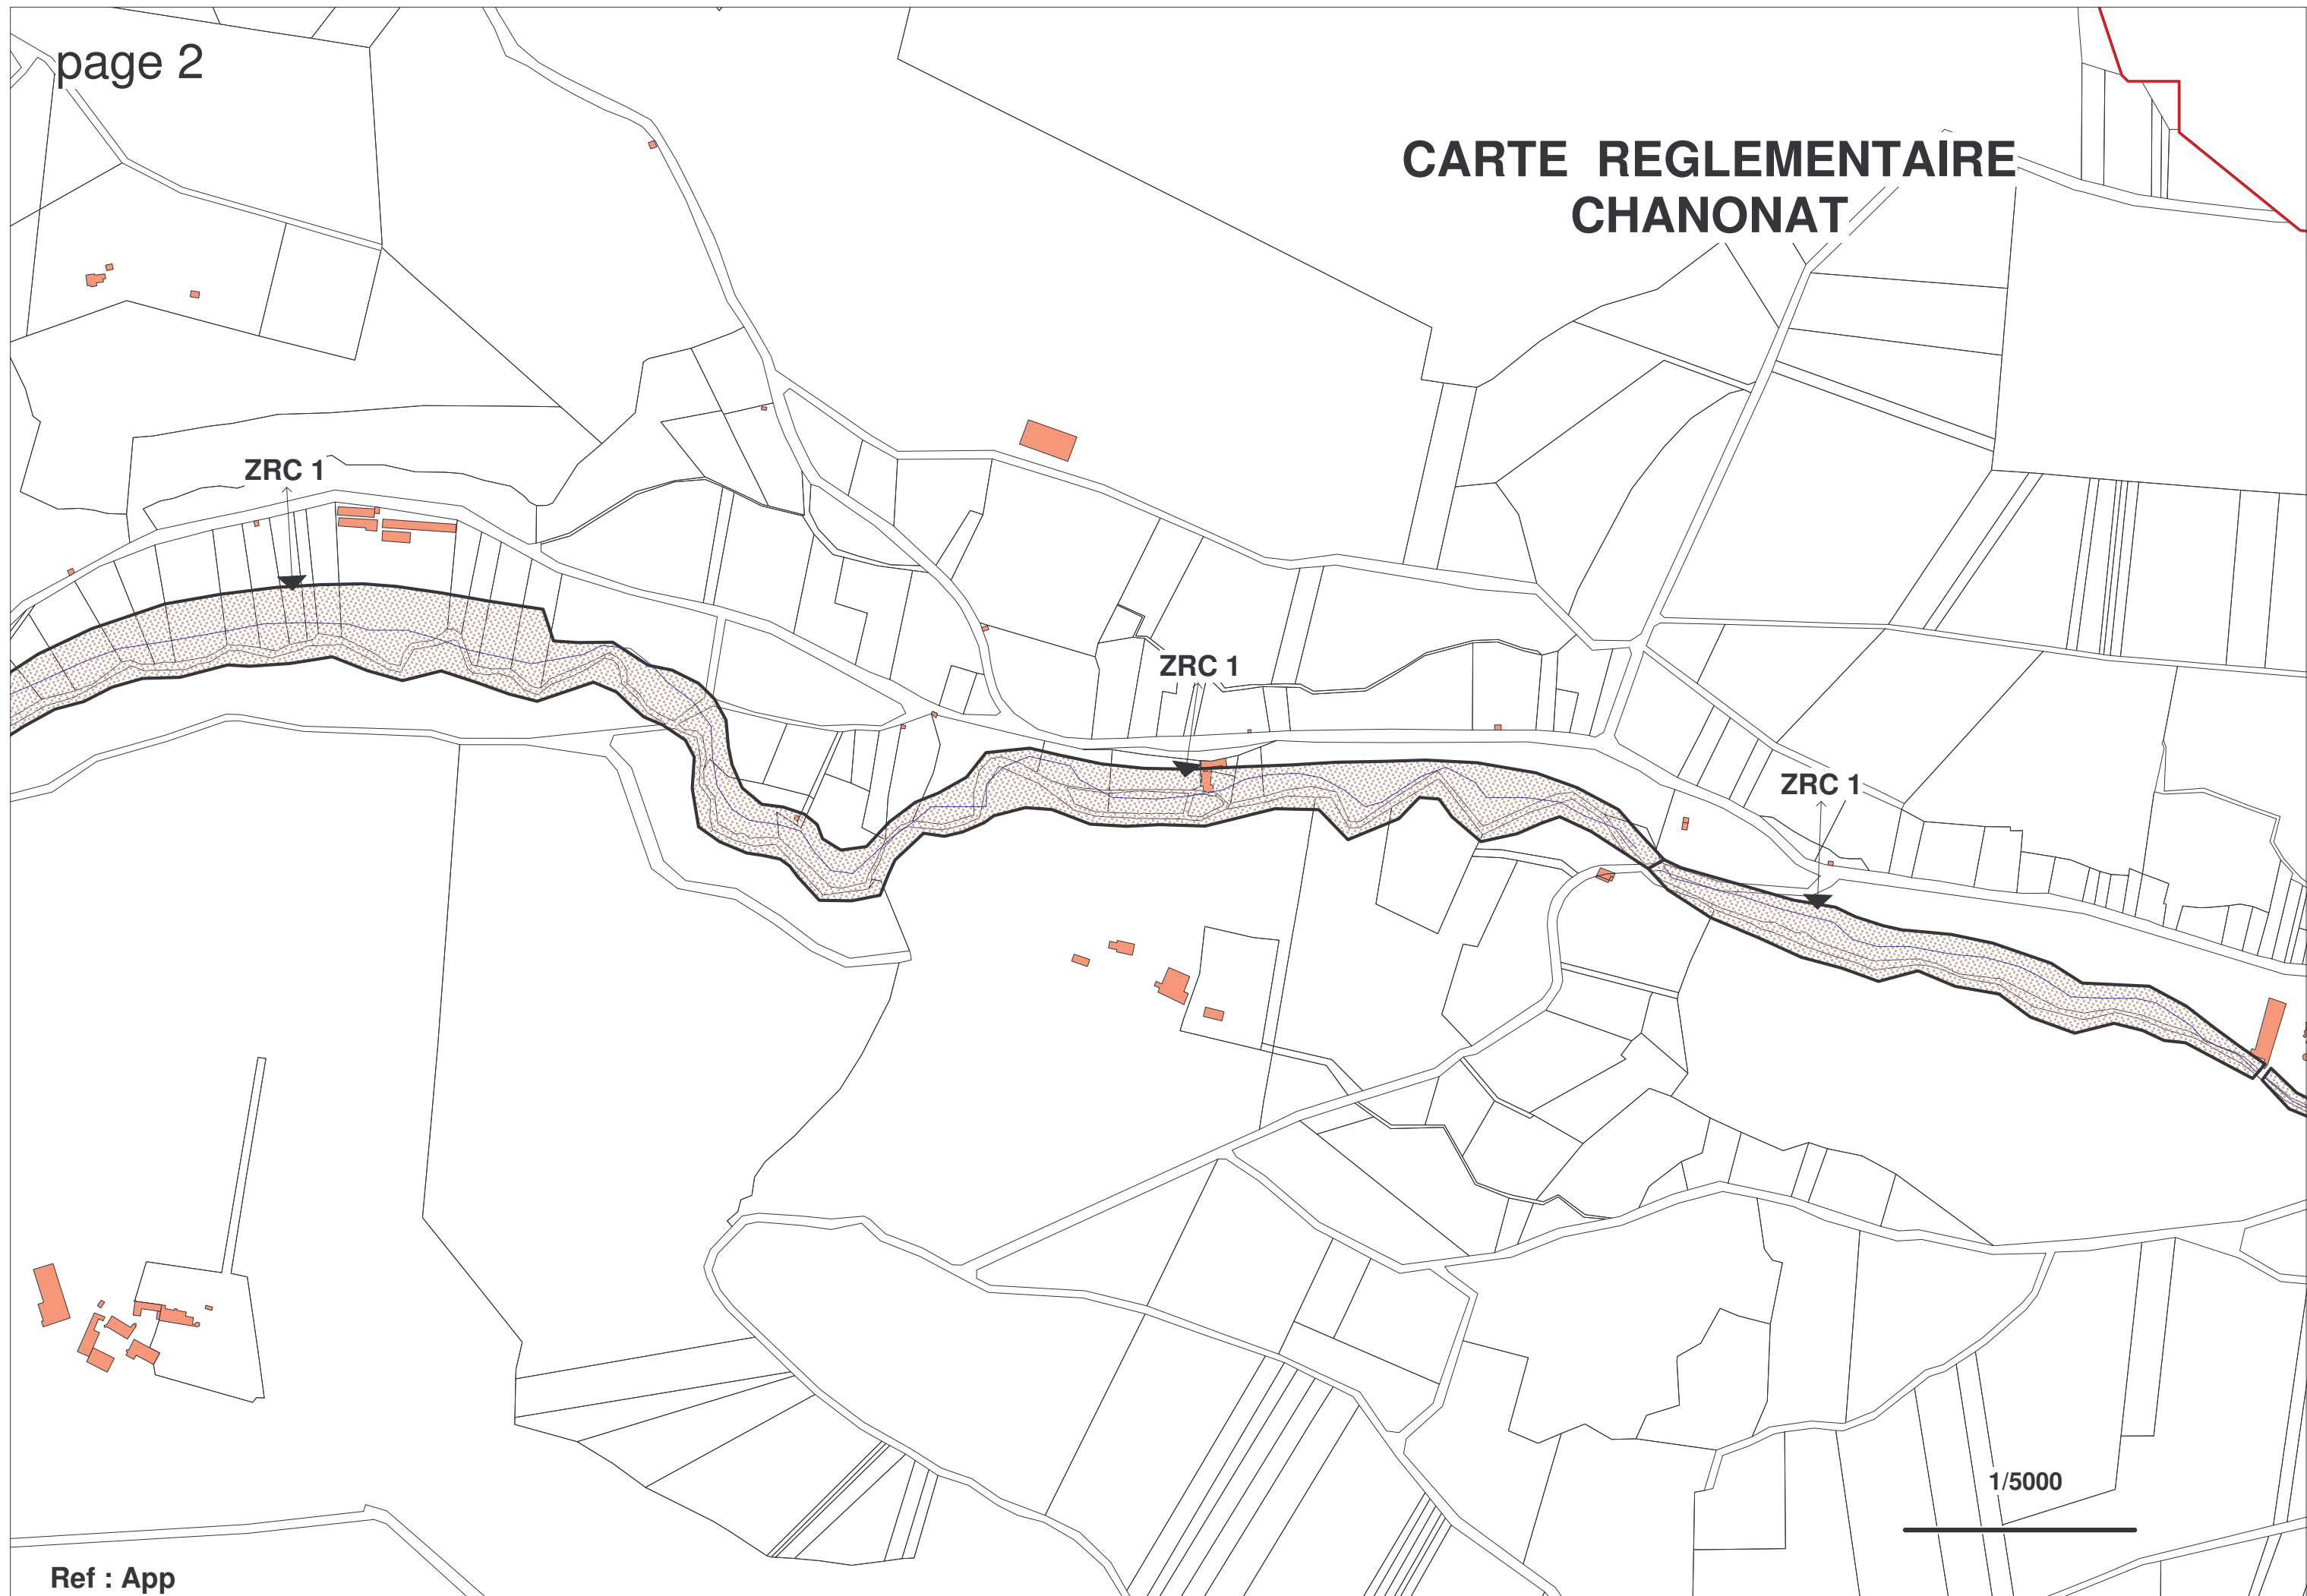 page 2
CARTE REGLEMENTAIRE
CHANONAT
ZRC 1
ZRC 1
ZRC 1
1/5000
Ref : App